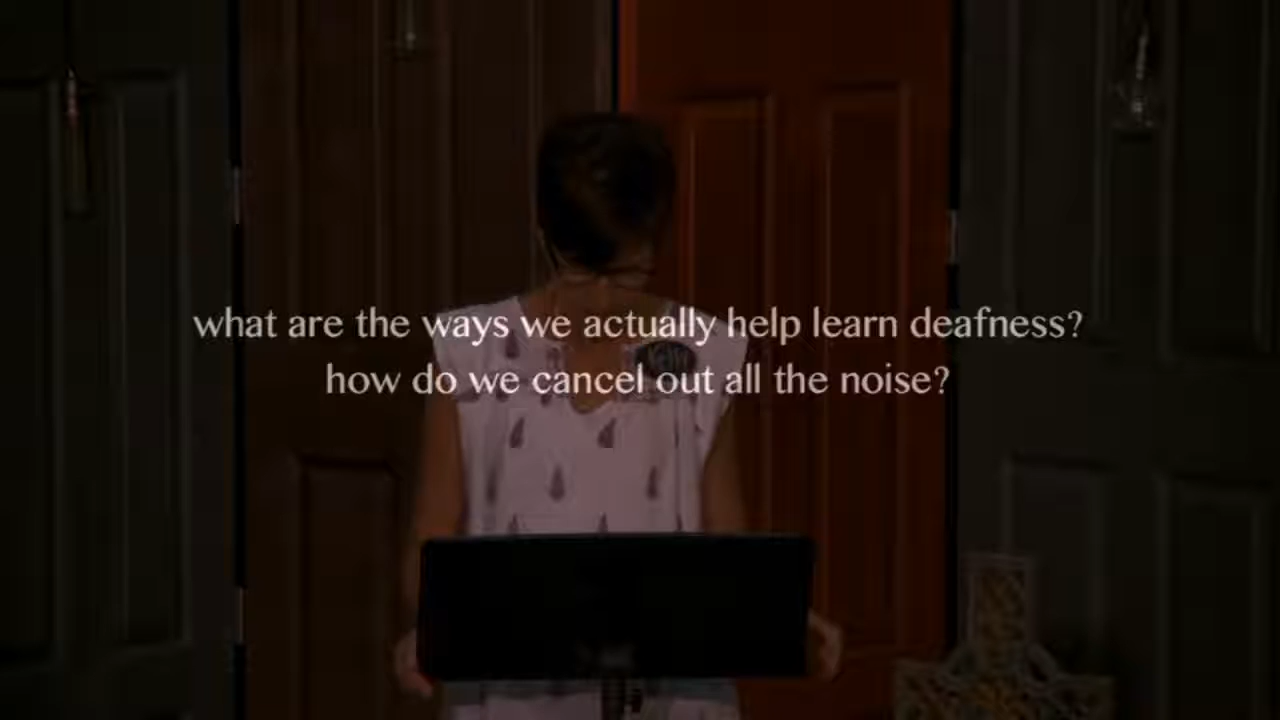 what are the ways we actually help learn deafness?
how do we cancel out all the noise?